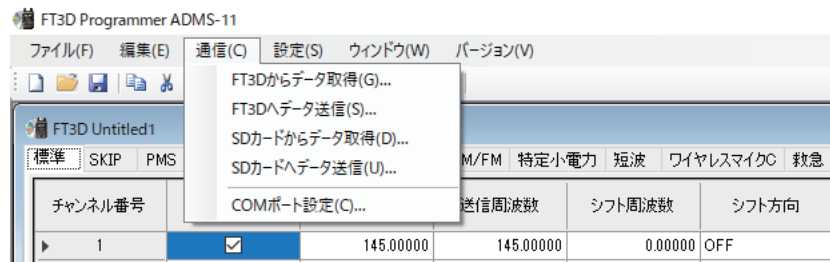 FT3D Programmer ADMS-11
ファイル(F) 編集(E) 通信(C) 設定(S) ウィンドウ(W) バージョン(V)
FT3Dからデータ取得(G)...
FT3Dへデータ送信(S)...
SDカードからデータ取得(D)...
SDカードへデータ送信(U)...
COMポート設定(C)...
FT3D Untitled1
標準 SKIP PMS M/FM 特定小電力 短波 ワイヤレスマイクC 救急
チャンネル番号 送信周波数 シフト周波数 シフト方向
1 145.00000 145.00000 0.00000 OFF